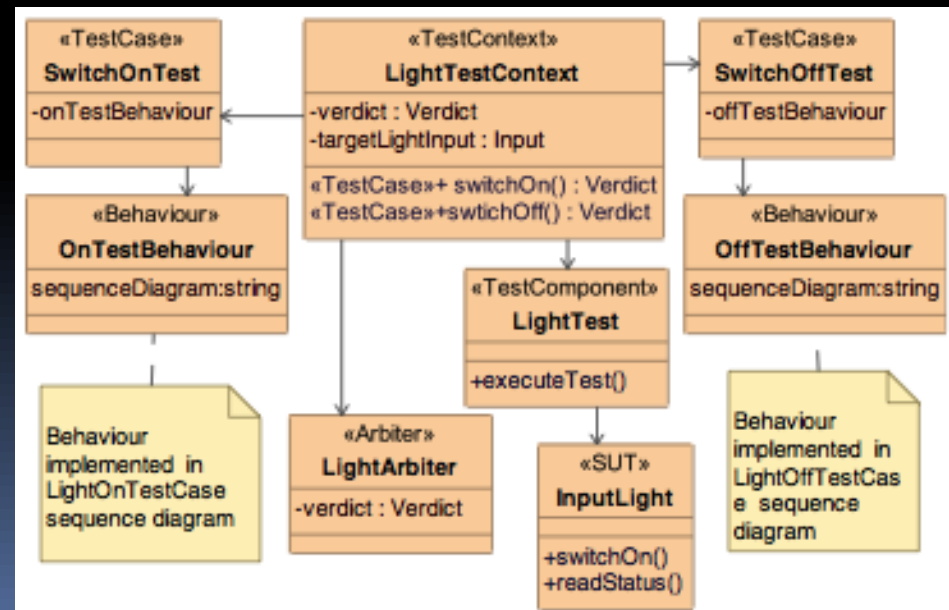 «TestCase»
SwitchOnTest
-onTestBehaviour
«TestContext»
LightTestContext
-verdict : Verdict
-targetLightInput : Input
«TestCase»+ switchOn() : Verdict
«TestCase»+swtichOff() : Verdict
«TestCase»
SwitchOffTest
-offTestBehaviour
«Behaviour»
OnTestBehaviour
sequenceDiagram:string
«TestComponent»
LightTest
+executeTest()
«Behaviour»
OffTestBehaviour
sequenceDiagram:string
Behaviour
implemented in
LightOnTestCase
sequence diagram
«Arbiter»
LightArbiter
-verdict : Verdict
«SUT»
InputLight
+switchOn()
+readStatus()
Behaviour
implemented in
LightOffTestCas
e sequence
diagram